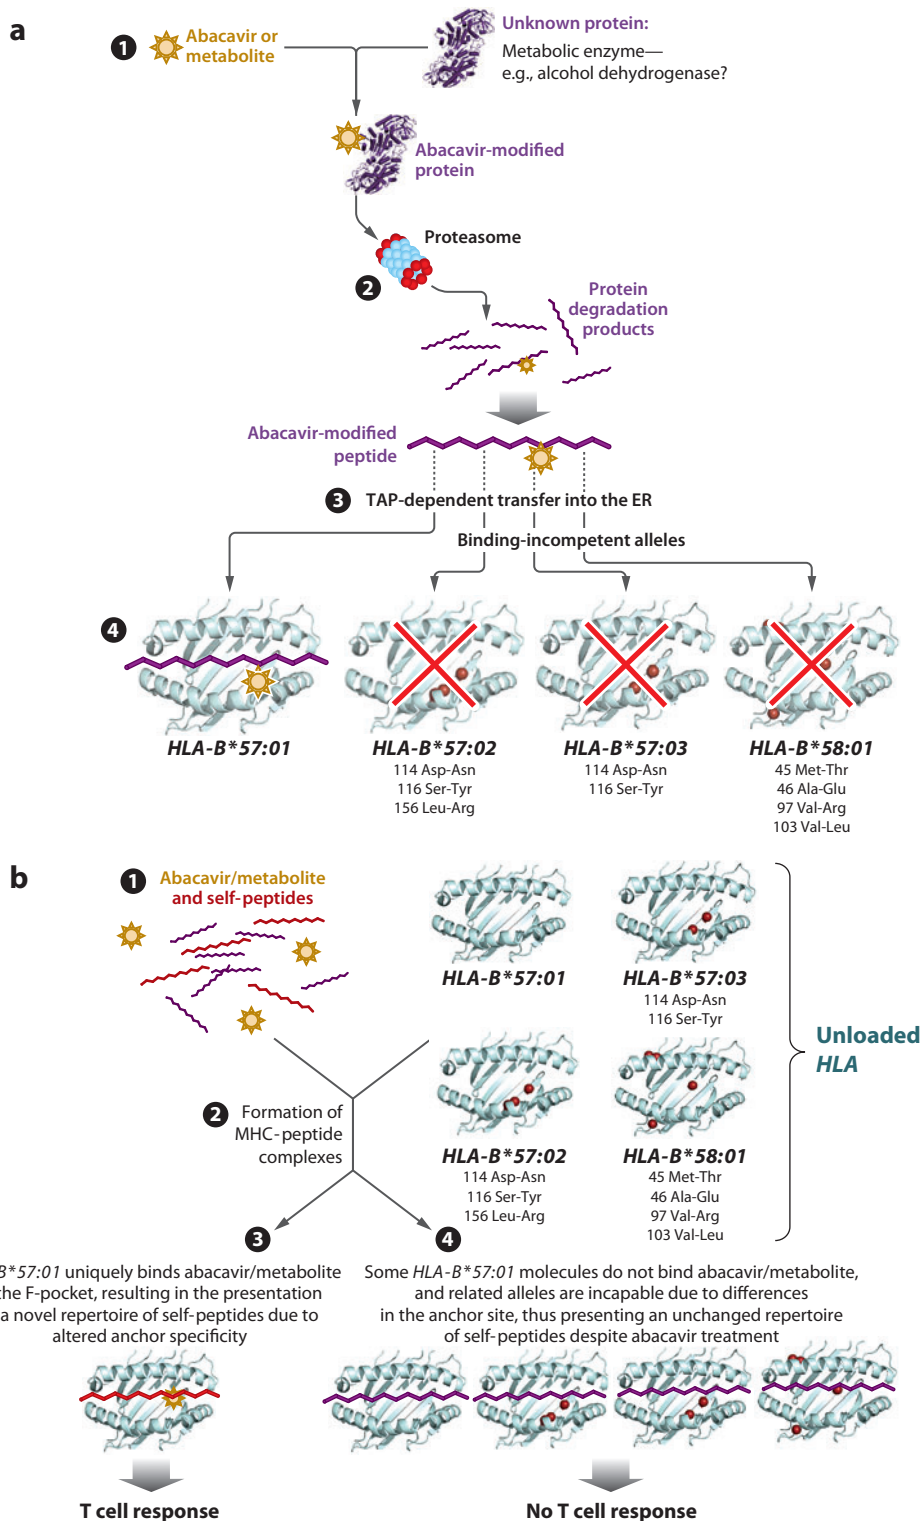 a
1 Abacavir or
metabolite
Unknown protein:
Metabolic enzyme—
e.g., alcohol dehydrogenase?
Abacavir-modified
protein
Proteasome
2
Protein
degradation
products
Abacavir-modified
peptide
3 TAP-dependent transfer into the ER
Binding-incompetent alleles
4
HLA-B*57:01
HLA-B*57:02
114 Asp-Asn
116 Ser-Tyr
156 Leu-Arg
HLA-B*57:03
114 Asp-Asn
116 Ser-Tyr
HLA-B*58:01
45 Met-Thr
46 Ala-Glu
97 Val-Arg
103 Val-Leu
b
1 Abacavir/metabolite
and self-peptides
HLA-B*57:01
HLA-B*57:03
114 Asp-Asn
116 Ser-Tyr
Unloaded
HLA
2 Formation of
MHC-peptide
complexes
HLA-B*57:02
114 Asp-Asn
116 Ser-Tyr
156 Leu-Arg
HLA-B*58:01
45 Met-Thr
46 Ala-Glu
97 Val-Arg
103 Val-Leu
3
B*57:01 uniquely binds abacavir/metabolite
the F-pocket, resulting in the presentation
a novel repertoire of self-peptides due to
altered anchor specificity
4
Some HLA-B*57:01 molecules do not bind abacavir/metabolite,
and related alleles are incapable due to differences
in the anchor site, thus presenting an unchanged repertoire
of self-peptides despite abacavir treatment
T cell response
No T cell response